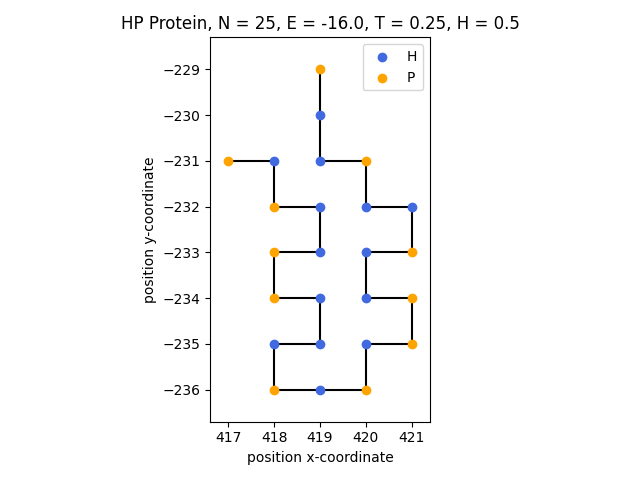 HP Protein, N = 25, E = -16.0, T = 0.25, H = 0.5
H
P
−229
−230
−231
−232
−233
−234
−235
−236
position y-coordinate
417 418 419 420 421
position x-coordinate